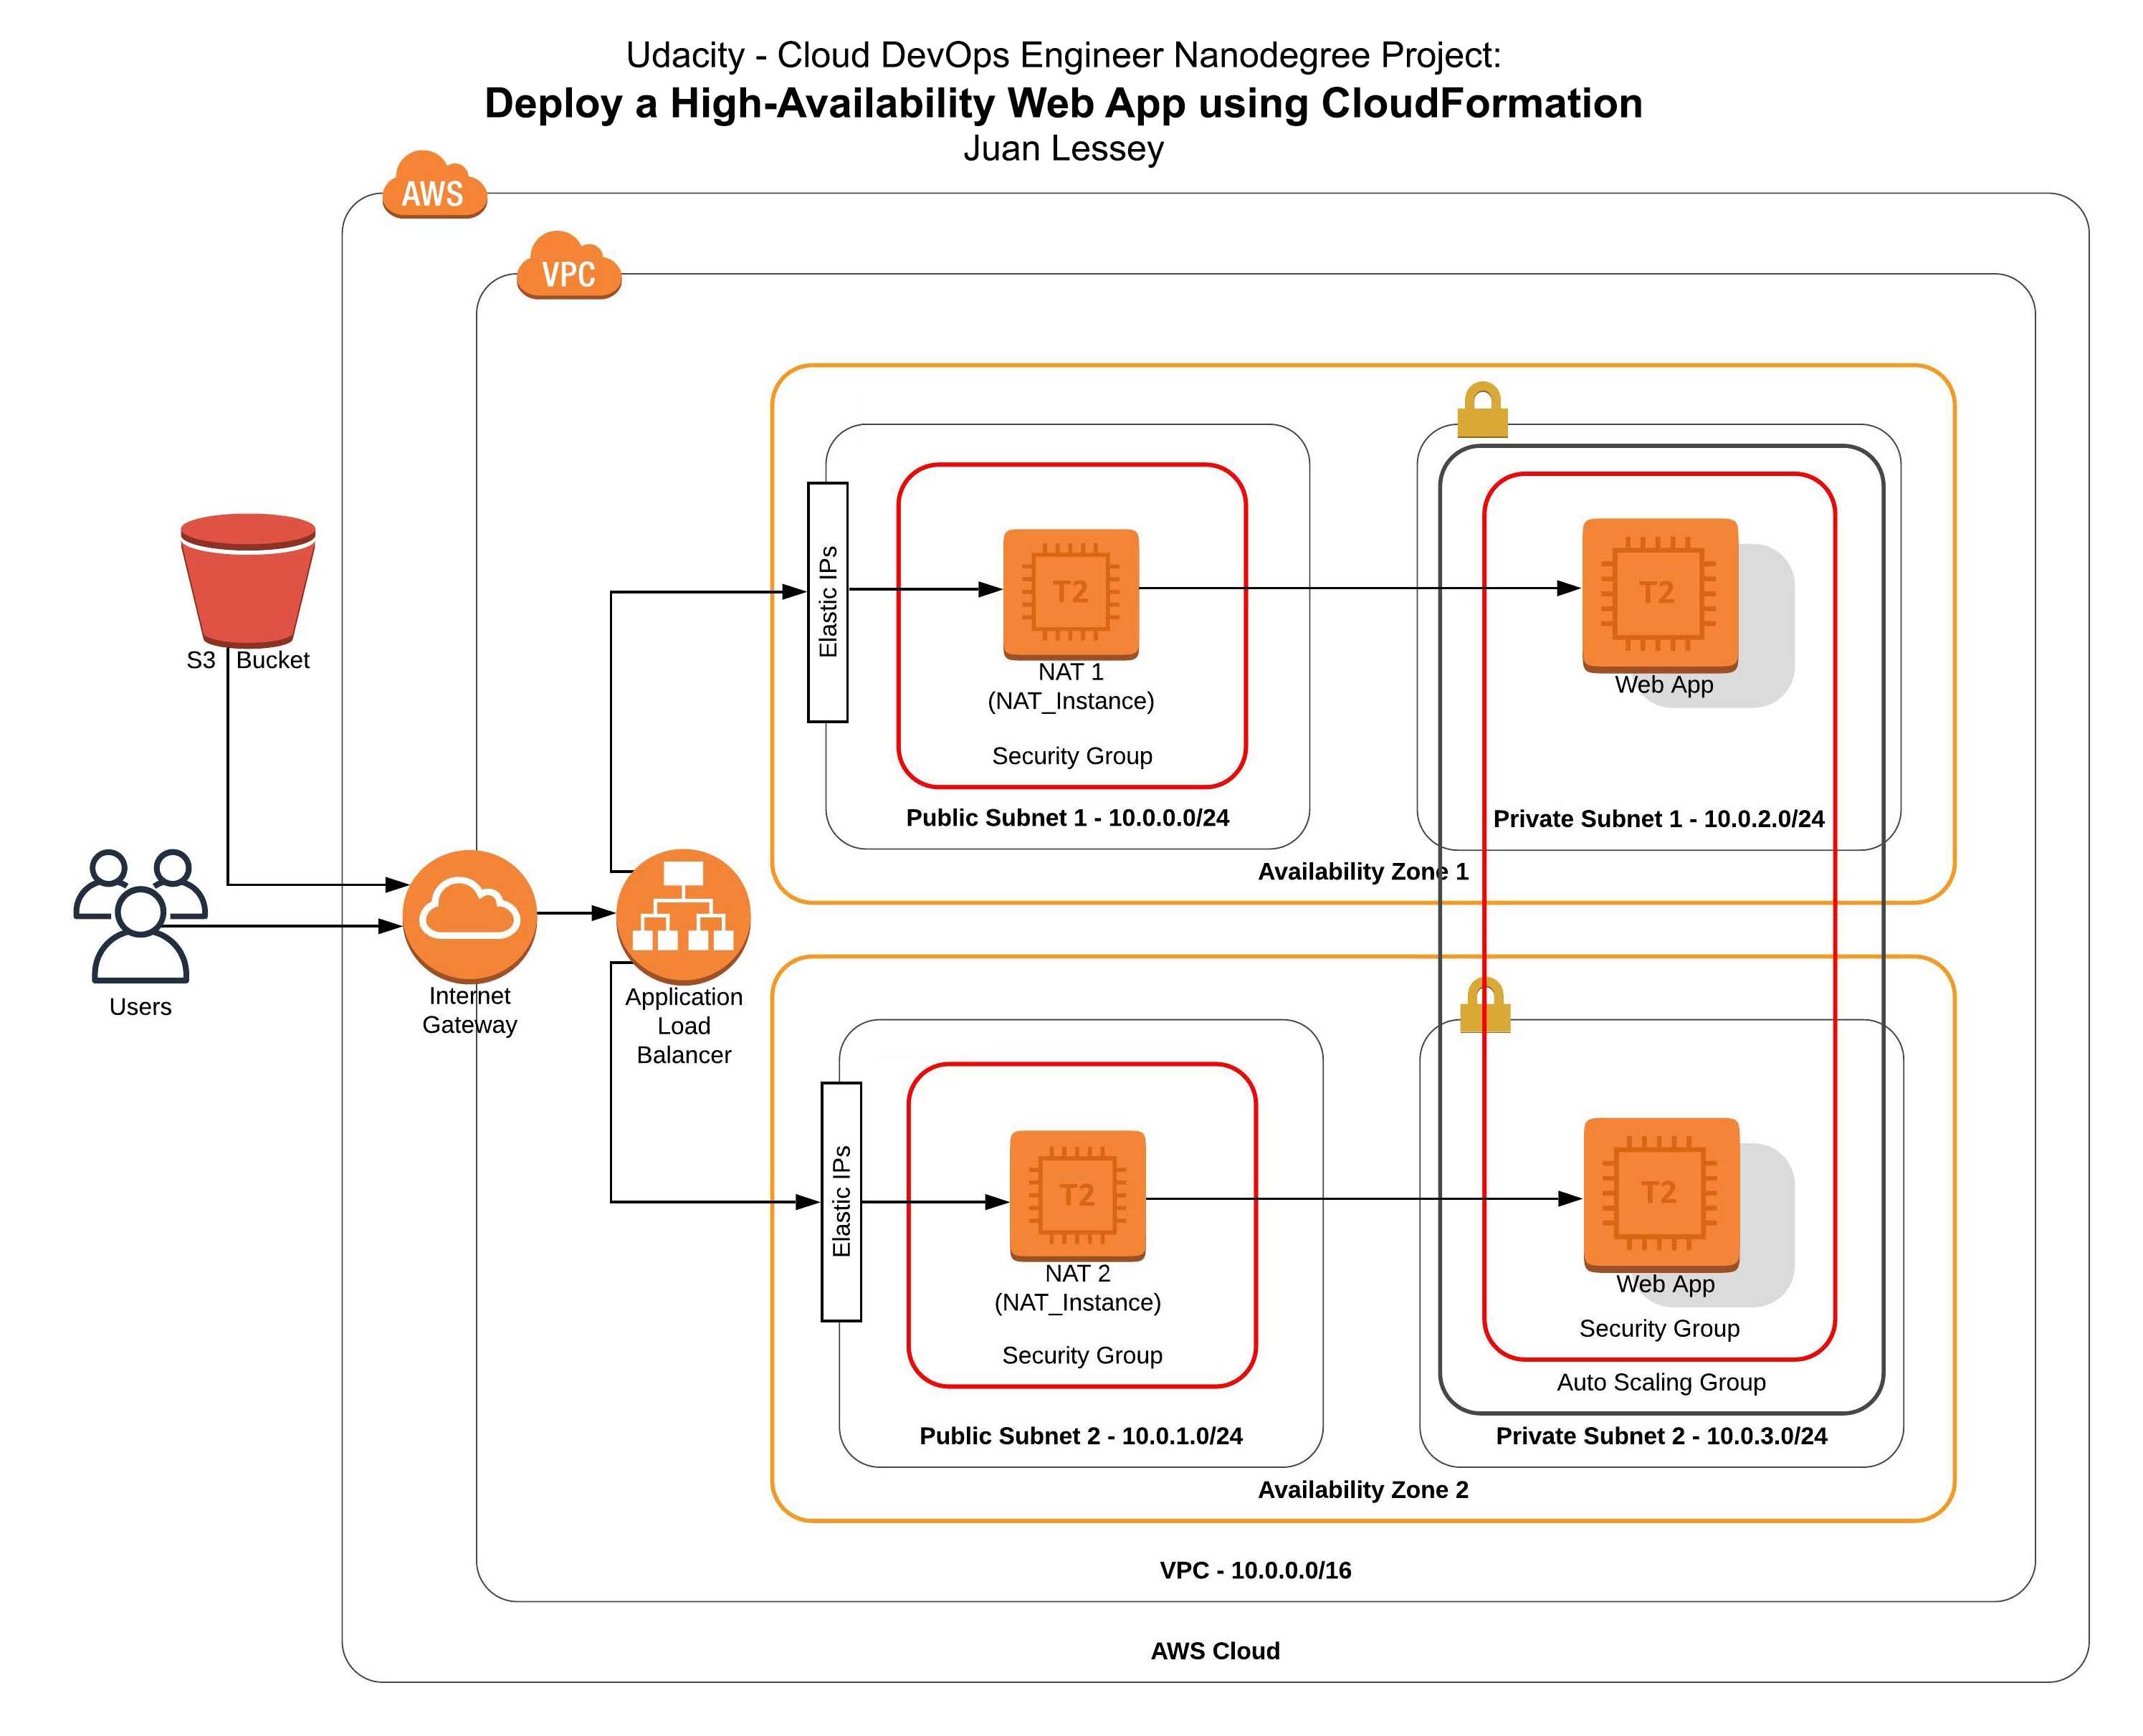 Udacity - Cloud DevOps Engineer Nanodegree Project:
Deploy a High-Availability Web App using CloudFormation
Juan Lessey
AWS
VPC
S3 Bucket
Users
Internet
Gateway
Application
Load
Balancer
Elastic IPs
T2
NAT 1
(NAT_Instance)
Security Group
Public Subnet 1 - 10.0.0.0/24
T2
Web App
Private Subnet 1 - 10.0.2.0/24
Availability Zone 1
Elastic IPs
T2
NAT 2
(NAT_Instance)
Security Group
Public Subnet 2 - 10.0.1.0/24
T2
Web App
Security Group
Auto Scaling Group
Private Subnet 2 - 10.0.3.0/24
Availability Zone 2
VPC - 10.0.0.0/16
AWS Cloud